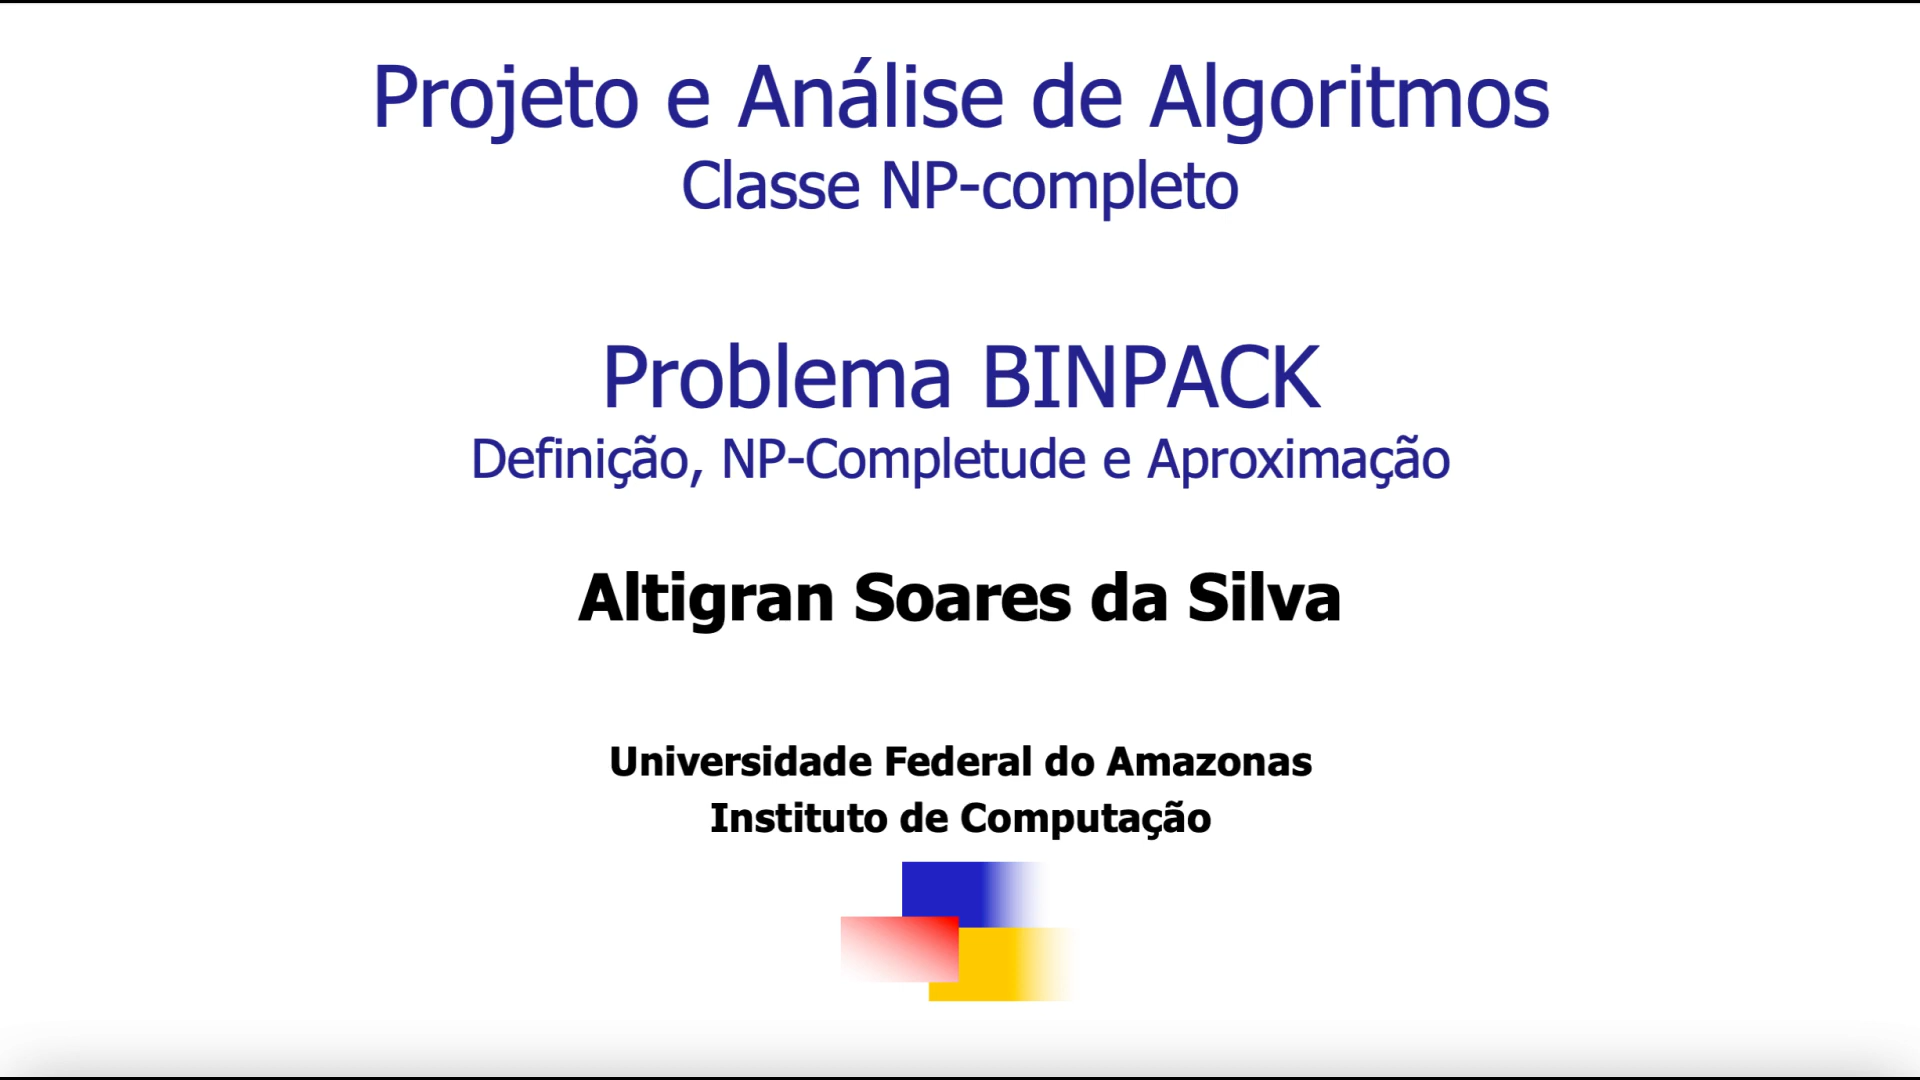 Projeto e Análise de Algoritmos
Classe NP-completo
Problema BINPACK
Definição, NP-Completude e Aproximação
Altigran Soares da Silva
Universidade Federal do Amazonas
Instituto de Computação